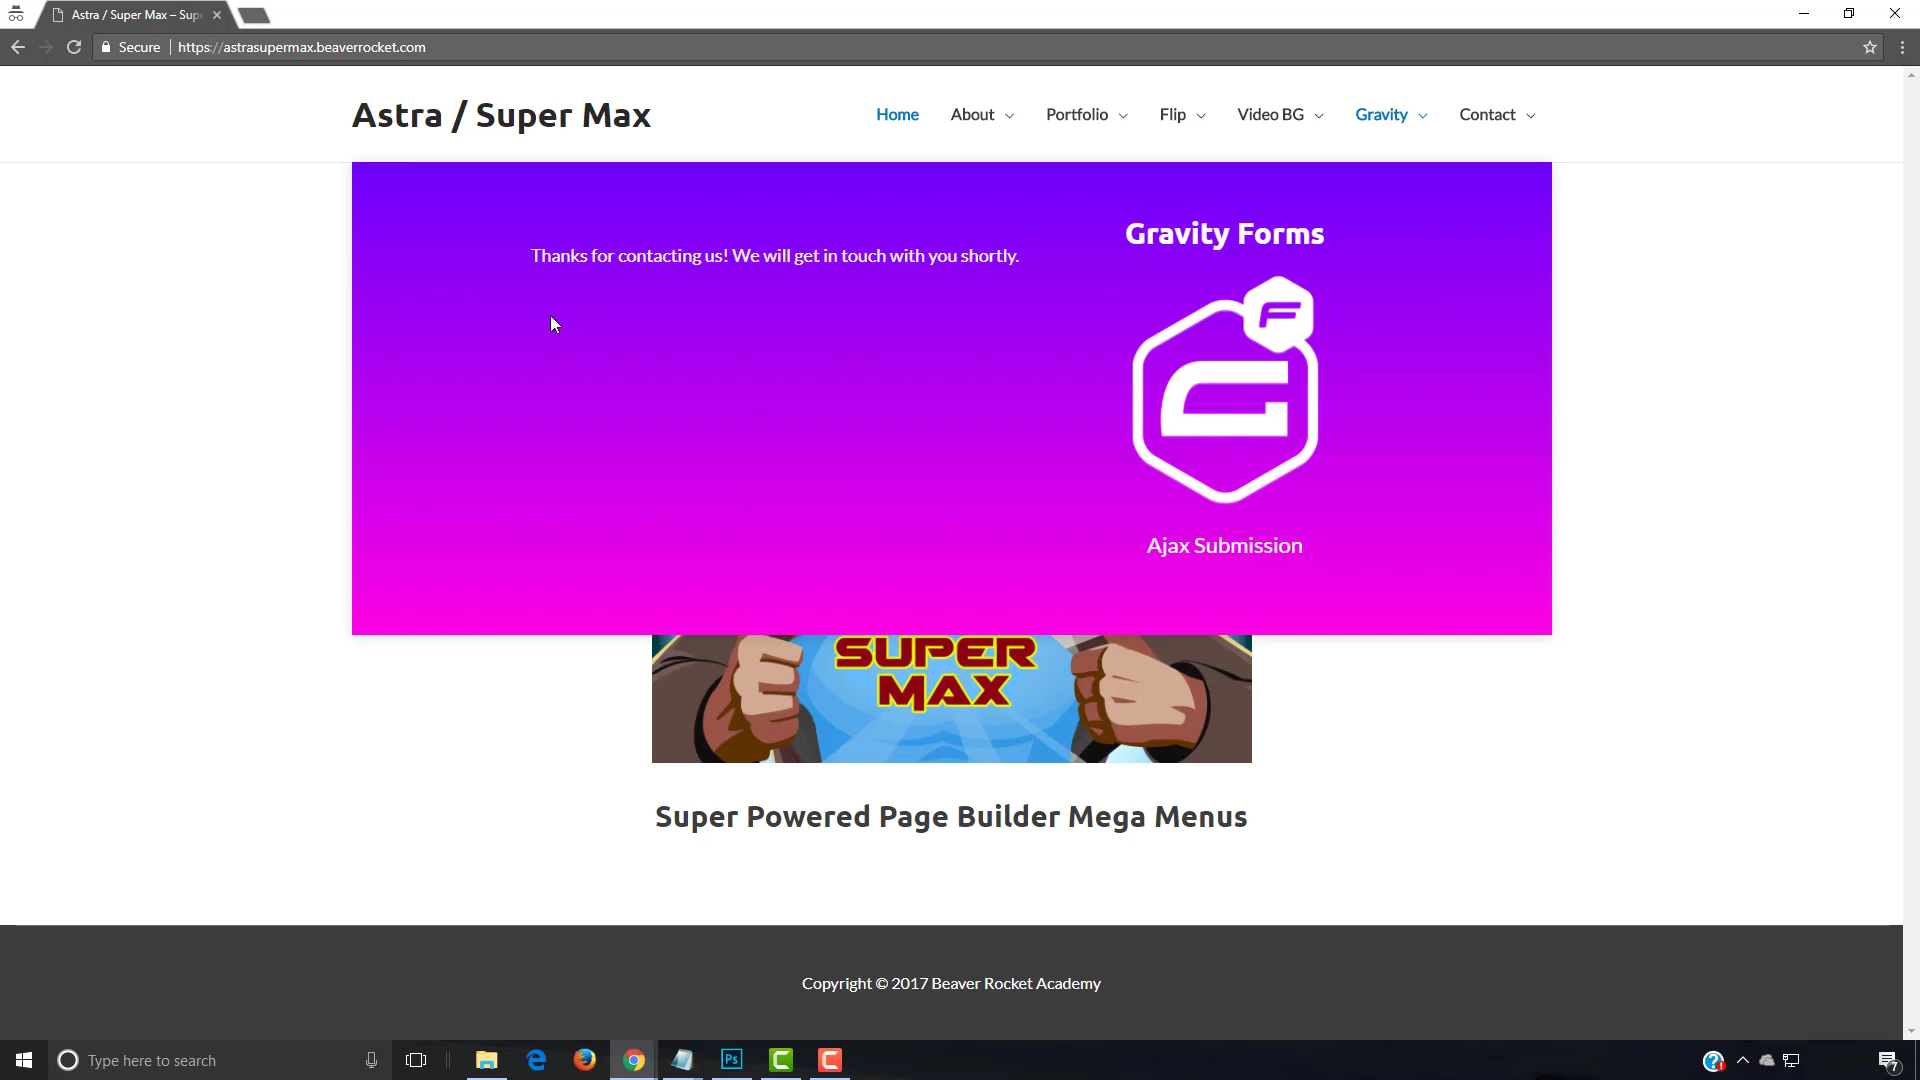 Astra / Super Max – Sup
Secure
https://astrasupermax.beaverrocket.com
Astra / Super Max
Home
About
Portfolio
Flip
Video BG
Gravity
Contact
Thanks for contacting us! We will get in touch with you shortly.
Gravity Forms
Ajax Submission
SUPER
MAX
Super Powered Page Builder Mega Menus
Copyright © 2017 Beaver Rocket Academy
Type here to search
Ps
7